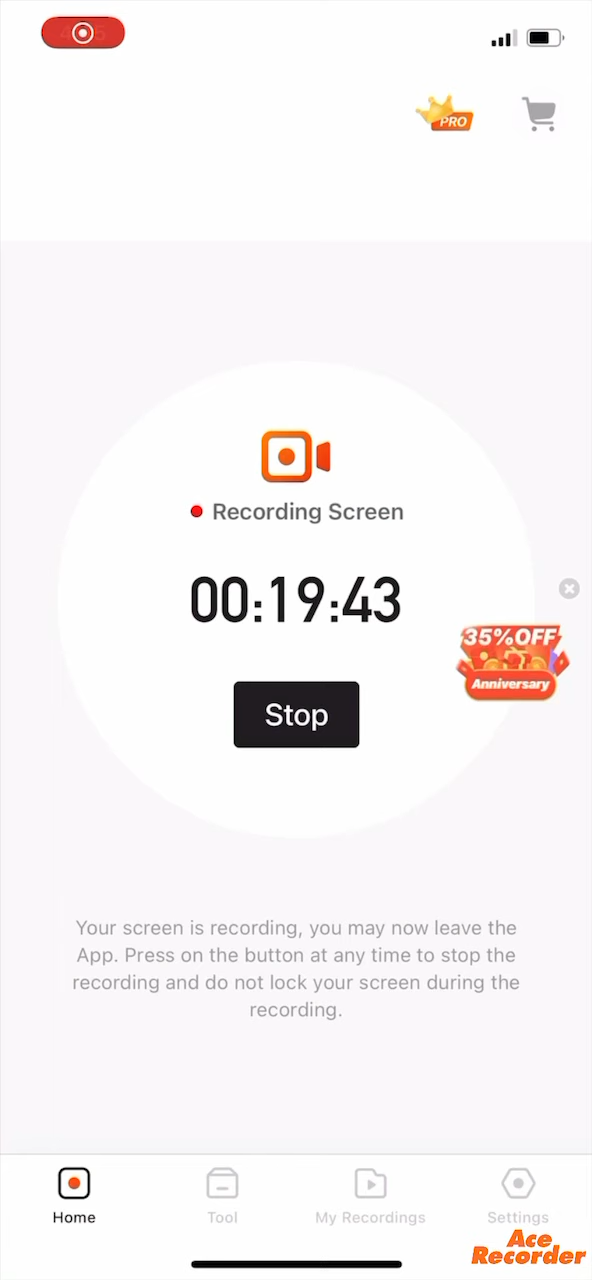 PRO
Recording Screen
00:19:43
35%OFF
Anniversary
Stop
Your screen is recording, you may now leave the
App. Press on the button at any time to stop the
recording and do not lock your screen during the
recording.
Home
Tool
My Recordings
Settings
Ace
Recorder